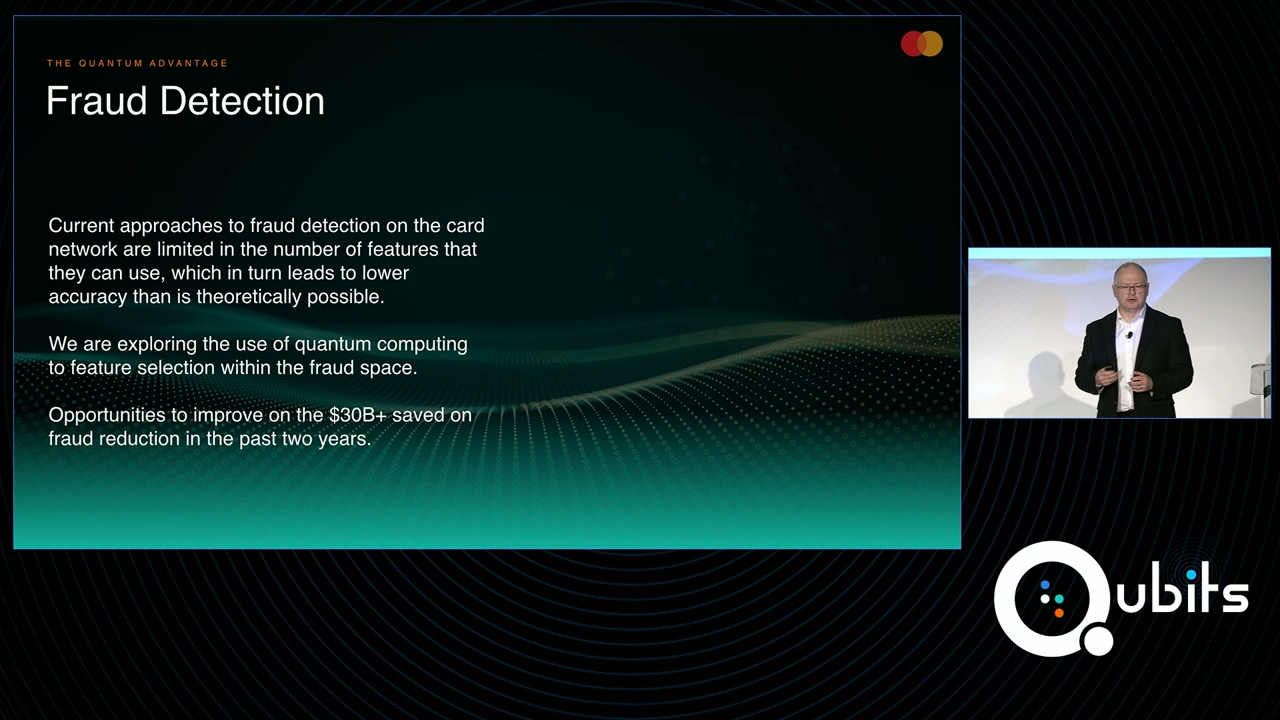 THE QUANTUM ADVANTAGE
Fraud Detection
Current approaches to fraud detection on the card
network are limited in the number of features that
they can use, which in turn leads to lower
accuracy than is theoretically possible.
We are exploring the use of quantum computing
to feature selection within the fraud space.
Opportunities to improve on the $30B+ saved on
fraud reduction in the past two years.
Qubits